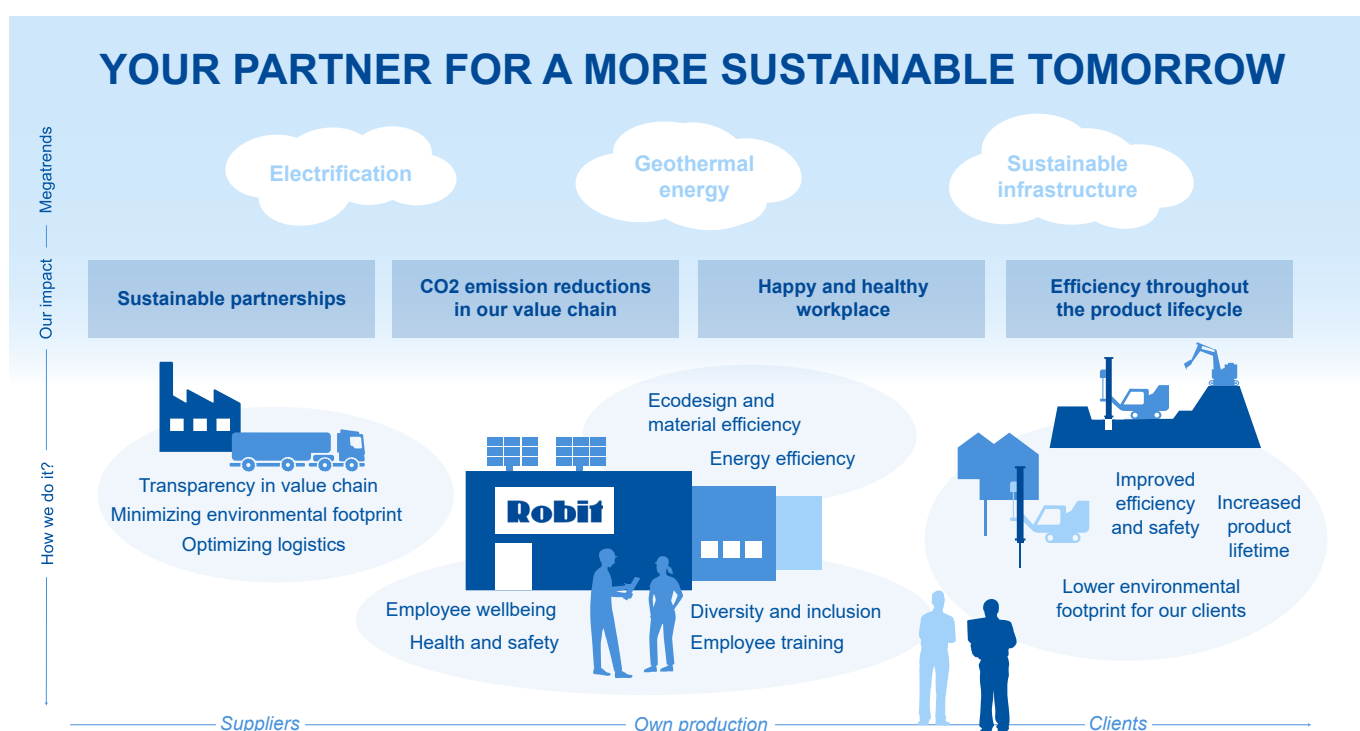 YOUR PARTNER FOR A MORE SUSTAINABLE TOMORROW
Megatrends
Electrification
Geothermal
energy
Sustainable
infrastructure
Our impact
Sustainable partnerships
CO2 emission reductions
in our value chain
Happy and healthy
workplace
Efficiency throughout
the product lifecycle
How we do it?
Transparency in value chain
Minimizing environmental footprint
Optimizing logistics
Ecodesign and
material efficiency
Energy efficiency
Robit
Employee wellbeing
Health and safety
Diversity and inclusion
Employee training
Improved
efficiency
and safety
Increased
product
lifetime
Lower environmental
footprint for our clients
Suppliers
Own production
Clients